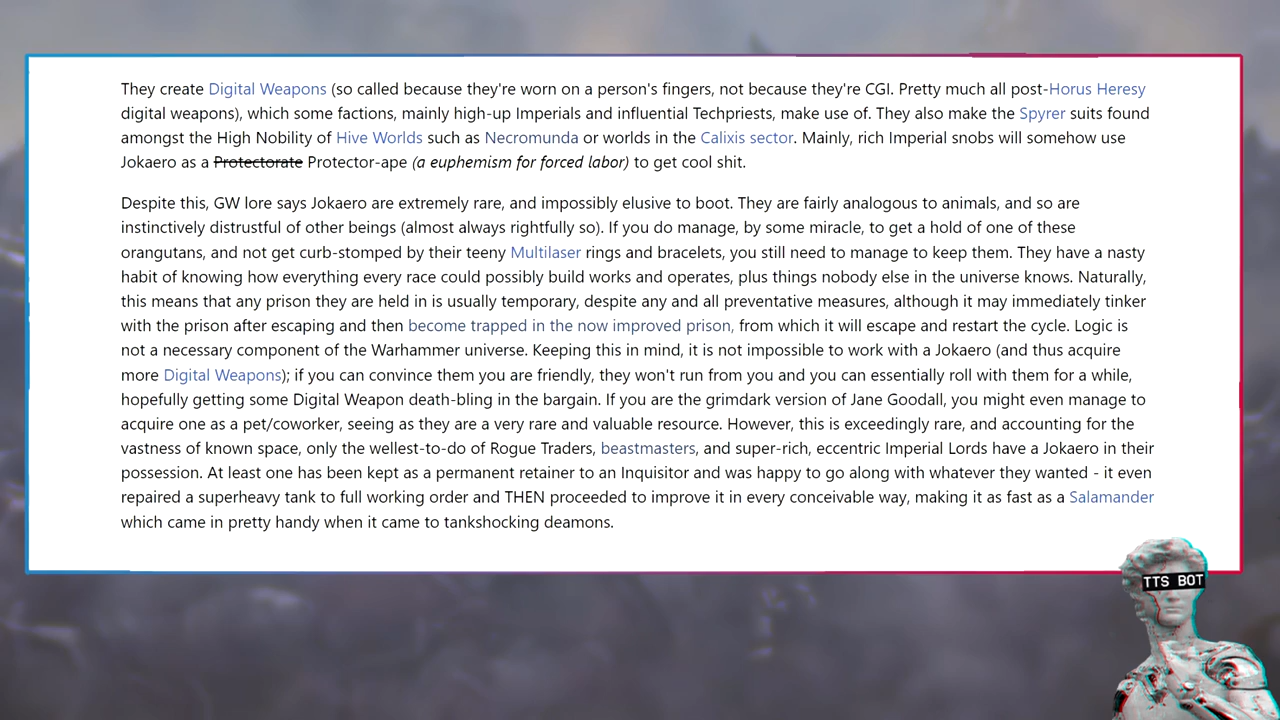 They create Digital Weapons (so called because they're worn on a person's fingers, not because they're CGI. Pretty much all post-Horus Heresy
digital weapons), which some factions, mainly high-up Imperials and influential Techpriests, make use of. They also make the Spyrer suits found
amongst the High Nobility of Hive Worlds such as Necromunda or worlds in the Calixis sector. Mainly, rich Imperial snobs will somehow use
Jokaero as a Protectorate Protector-ape (a euphemism for forced labor) to get cool shit.
Despite this, GW lore says Jokaero are extremely rare, and impossibly elusive to boot. They are fairly analogous to animals, and so are
instinctively distrustful of other beings (almost always rightfully so). If you do manage, by some miracle, to get a hold of one of these
orangutans, and not get curb-stomped by their teeny Multilaser rings and bracelets, you still need to manage to keep them. They have a nasty
habit of knowing how everything every race could possibly build works and operates, plus things nobody else in the universe knows. Naturally,
this means that any prison they are held in is usually temporary, despite any and all preventative measures, although it may immediately tinker
with the prison after escaping and then become trapped in the now improved prison, from which it will escape and restart the cycle. Logic is
not a necessary component of the Warhammer universe. Keeping this in mind, it is not impossible to work with a Jokaero (and thus acquire
more Digital Weapons); if you can convince them you are friendly, they won't run from you and you can essentially roll with them for a while,
hopefully getting some Digital Weapon death-bling in the bargain. If you are the grimdark version of Jane Goodall, you might even manage to
acquire one as a pet/coworker, seeing as they are a very rare and valuable resource. However, this is exceedingly rare, and accounting for the
vastness of known space, only the wellest-to-do of Rogue Traders, beastmasters, and super-rich, eccentric Imperial Lords have a Jokaero in their
possession. At least one has been kept as a permanent retainer to an Inquisitor and was happy to go along with whatever they wanted - it even
repaired a superheavy tank to full working order and THEN proceeded to improve it in every conceivable way, making it as fast as a Salamander
which came in pretty handy when it came to tankshocking deamons.
TTS BOT